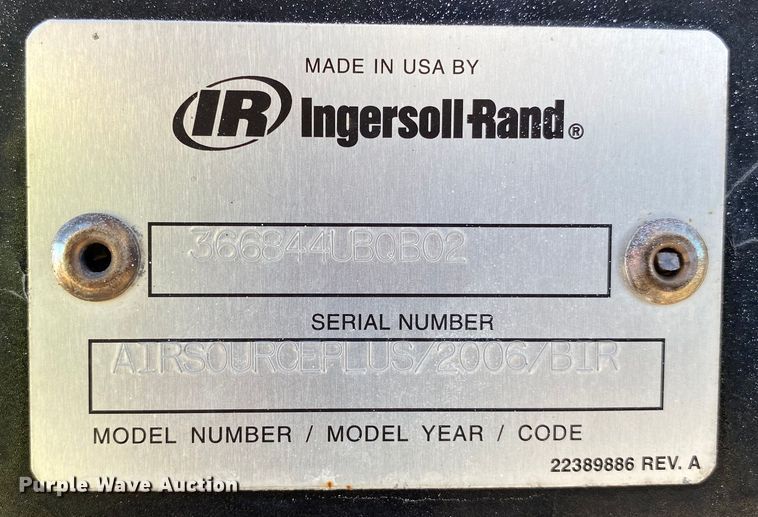 MADE IN USA BY
IR Ingersoll-Rand®
366844UBQB02
SERIAL NUMBER
AIRSOURCEPLUS/2006/BIR
MODEL NUMBER / MODEL YEAR / CODE
22389886 REV. A
Purple Wave Auction